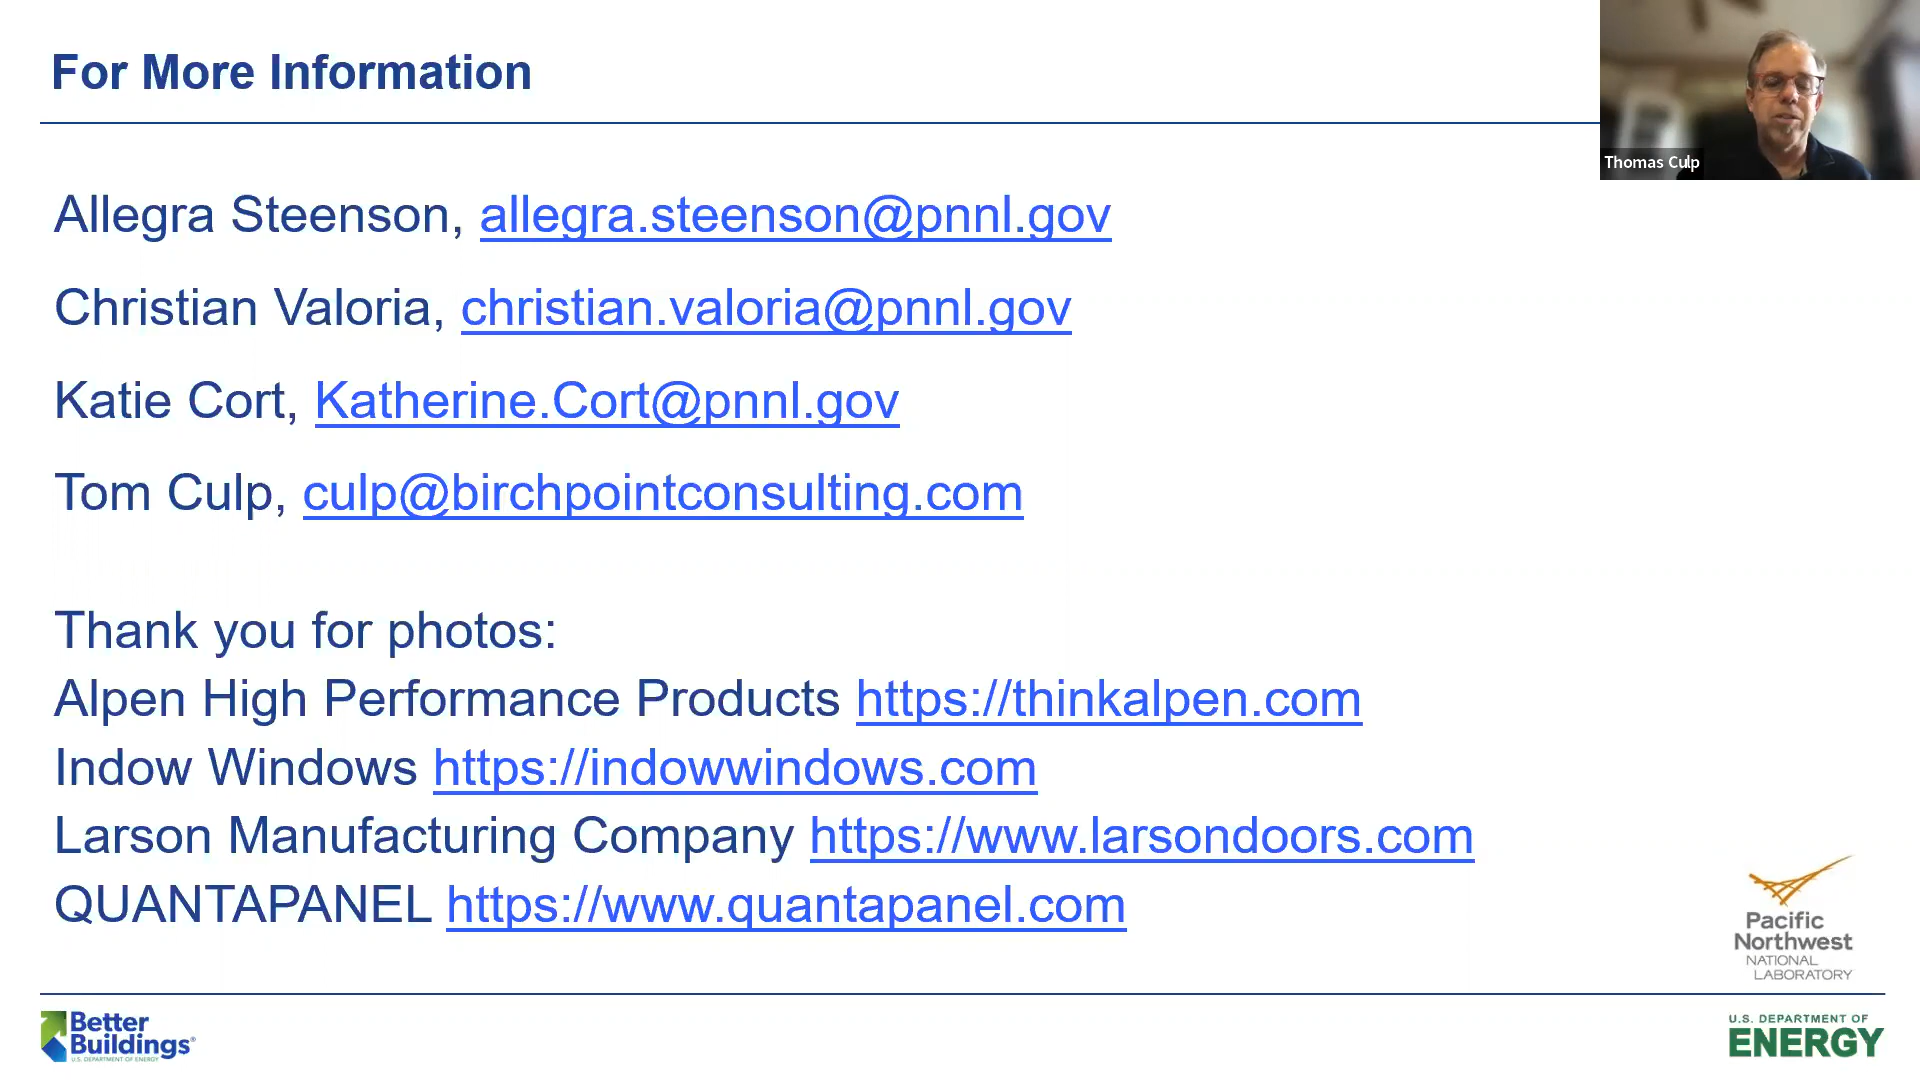 For More Information
Thomas Culp
Allegra Steenson, allegra.steenson@pnnl.gov
Christian Valoria, christian.valoria@pnnl.gov
Katie Cort, Katherine.Cort@pnnl.gov
Tom Culp, culp@birchpointconsulting.com
Thank you for photos:
Alpen High Performance Products https://thinkalpen.com
Indow Windows https://indowwindows.com
Larson Manufacturing Company https://www.larsondoors.com
QUANTAPANEL https://www.quantapanel.com
Pacific
Northwest
NATIONAL
LABORATORY
Better
Buildings®
U.S. DEPARTMENT OF ENERGY
U.S. DEPARTMENT OF
ENERGY